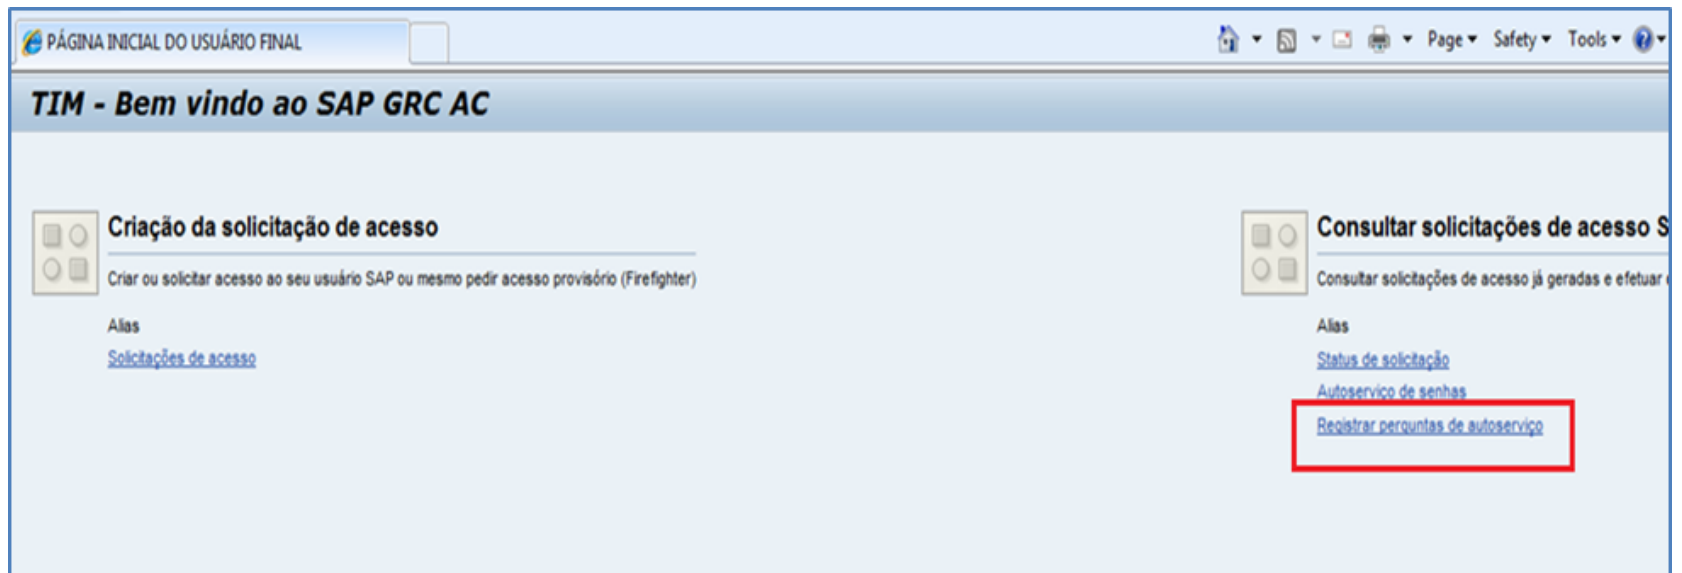 PÁGINA INICIAL DO USUÁRIO FINAL
Page Safety Tools
TIM - Bem vindo ao SAP GRC AC
Criação da solicitação de acesso
Criar ou solicitar acesso ao seu usuário SAP ou mesmo pedir acesso provisório (Firefighter)
Alias
Solicitações de acesso
Consultar solicitações de acesso S
Consultar solicitações de acesso já geradas e efetuar
Alias
Status de solicitação
Autoserviço de senhas
Registrar perguntas de autoserviço